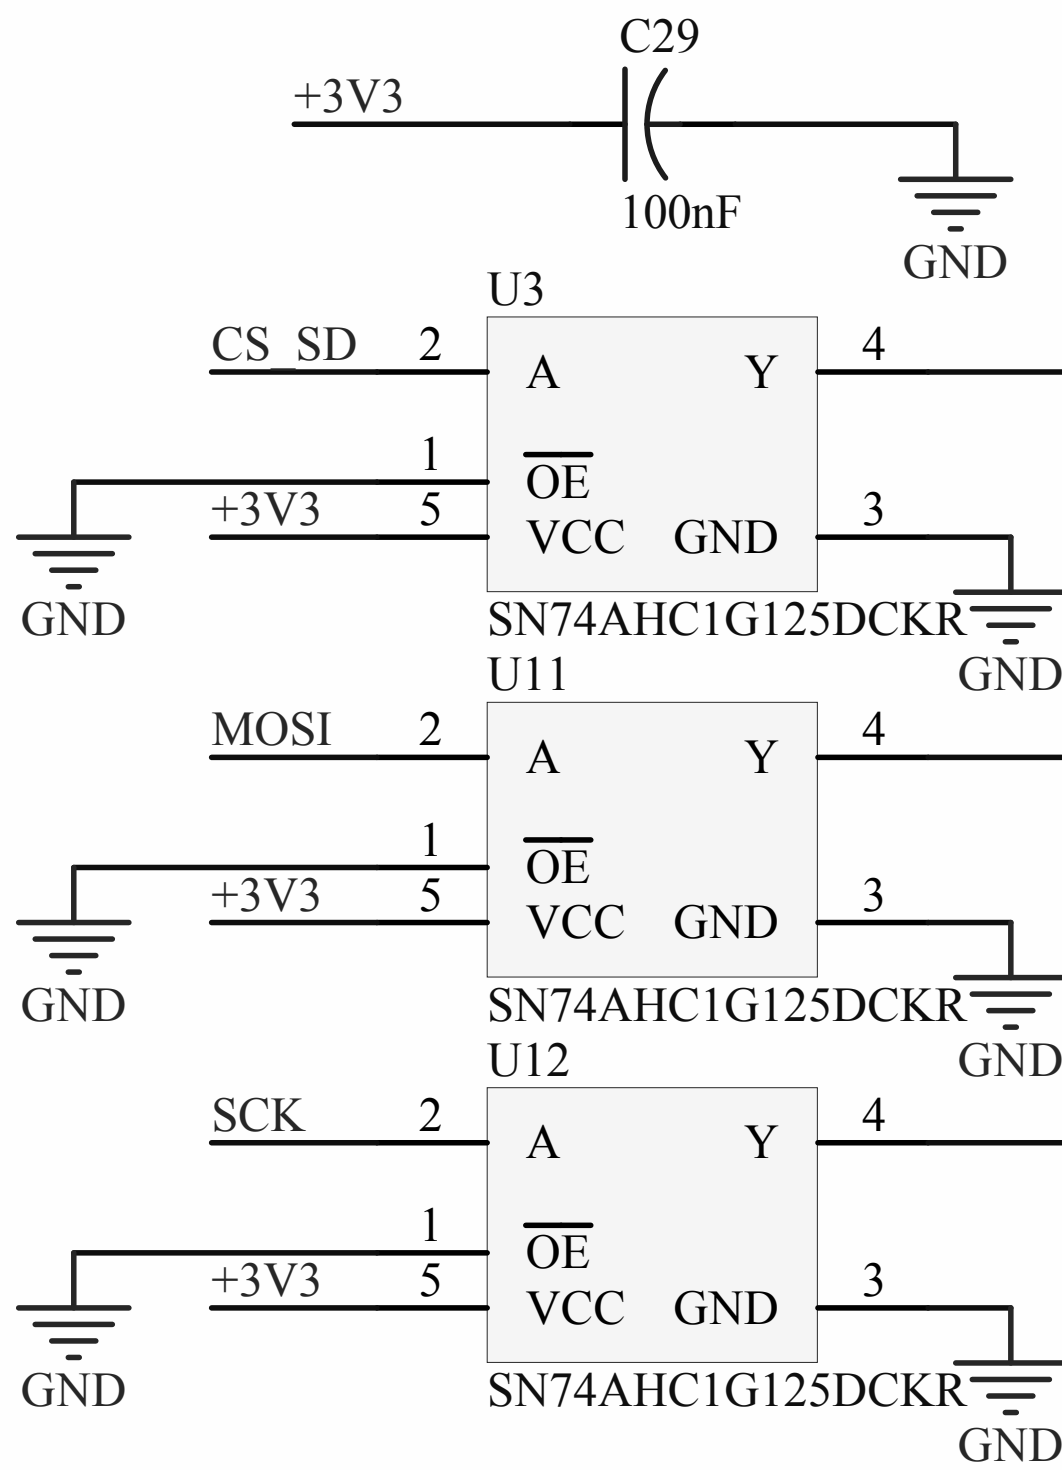 C29
+3V3
100nF
GND
U3
CS_SD 2 A Y 4
1 OE
+3V3 5 VCC GND 3
GND
SN74AHC1G125DCKR
GND
U11
MOSI 2 A Y 4
1 OE
+3V3 5 VCC GND 3
GND
SN74AHC1G125DCKR
GND
U12
SCK 2 A Y 4
1 OE
+3V3 5 VCC GND 3
GND
SN74AHC1G125DCKR
GND